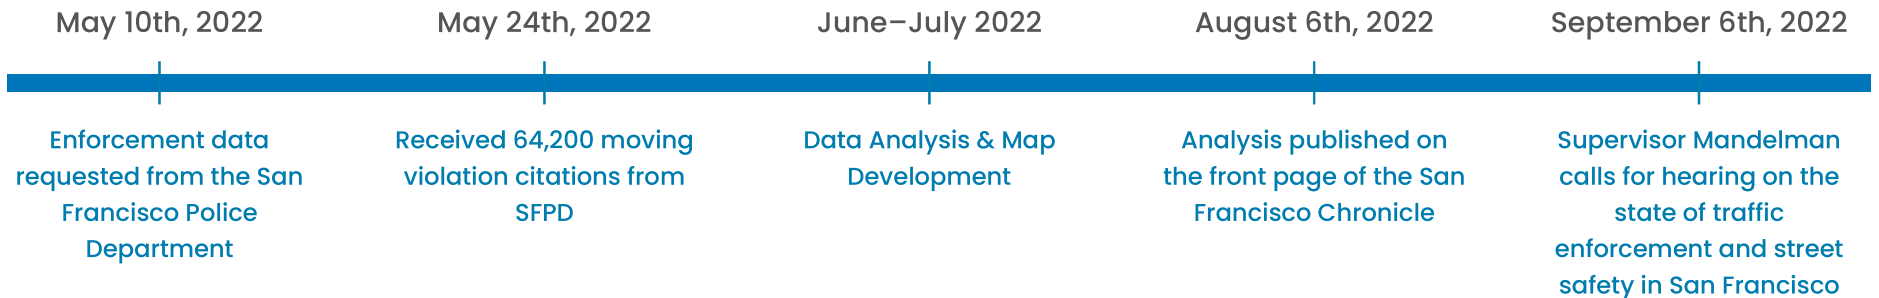 May 10th, 2022
May 24th, 2022
June–July 2022
August 6th, 2022
September 6th, 2022
Enforcement data
requested from the San
Francisco Police
Department
Received 64,200 moving
violation citations from
SFPD
Data Analysis & Map
Development
Analysis published on
the front page of the San
Francisco Chronicle
Supervisor Mandelman
calls for hearing on the
state of traffic
enforcement and street
safety in San Francisco